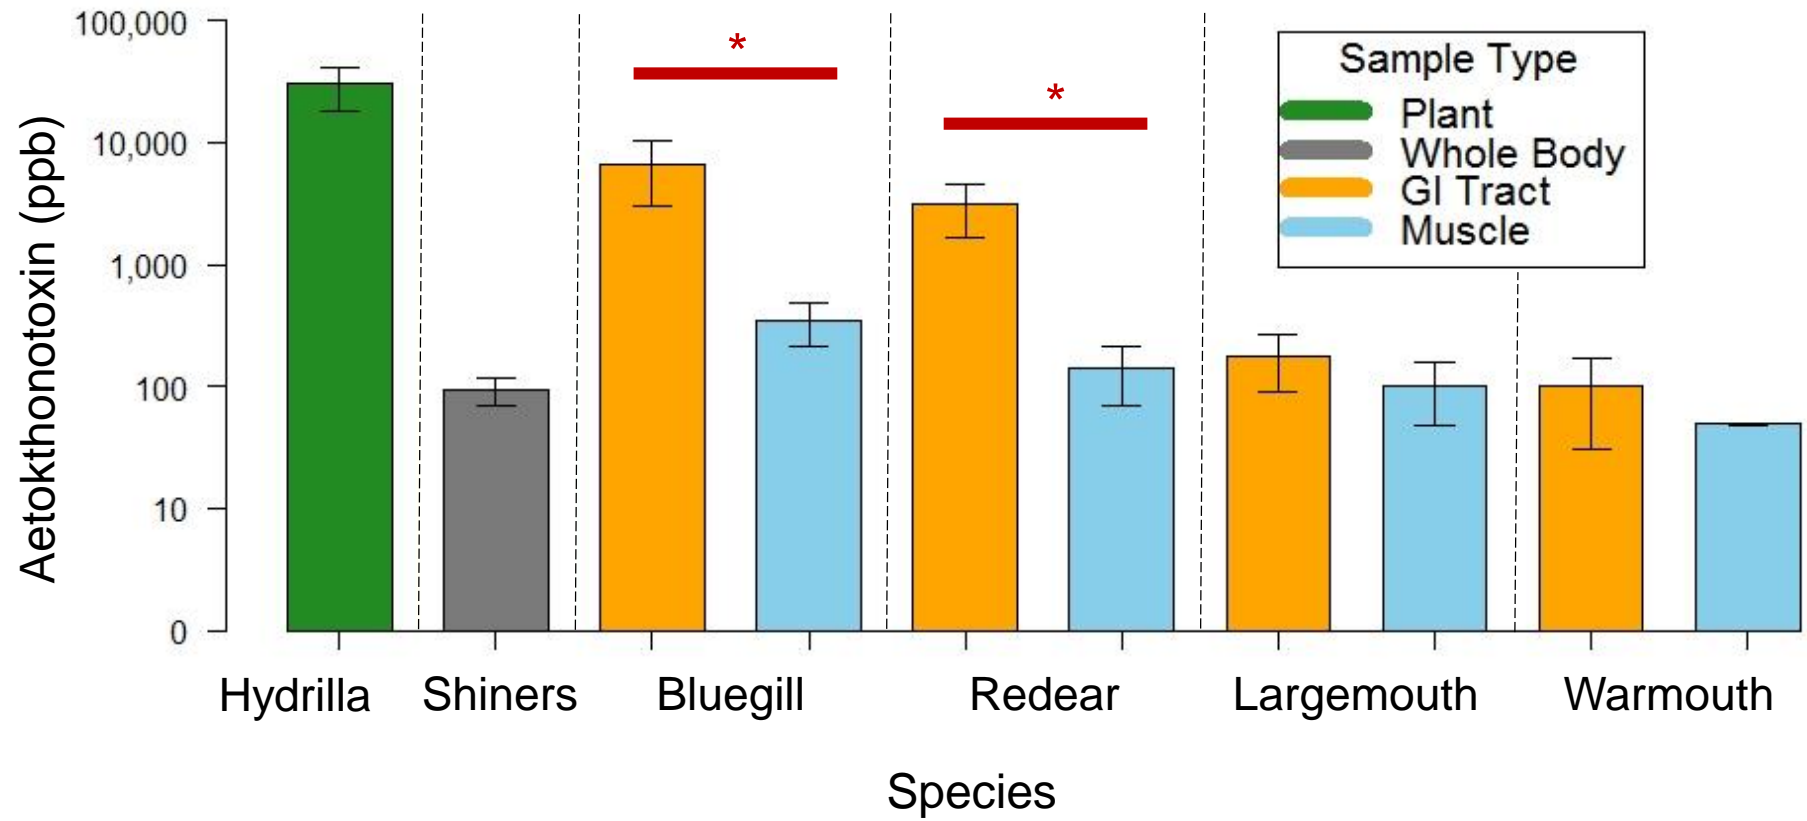 100,000
10,000
1,000
100
10
0
Aetokthonotoxin (ppb)
*
*
Sample Type
Plant
Whole Body
GI Tract
Muscle
Hydrilla
Shiners
Bluegill
Redear
Largemouth
Warmouth
Species